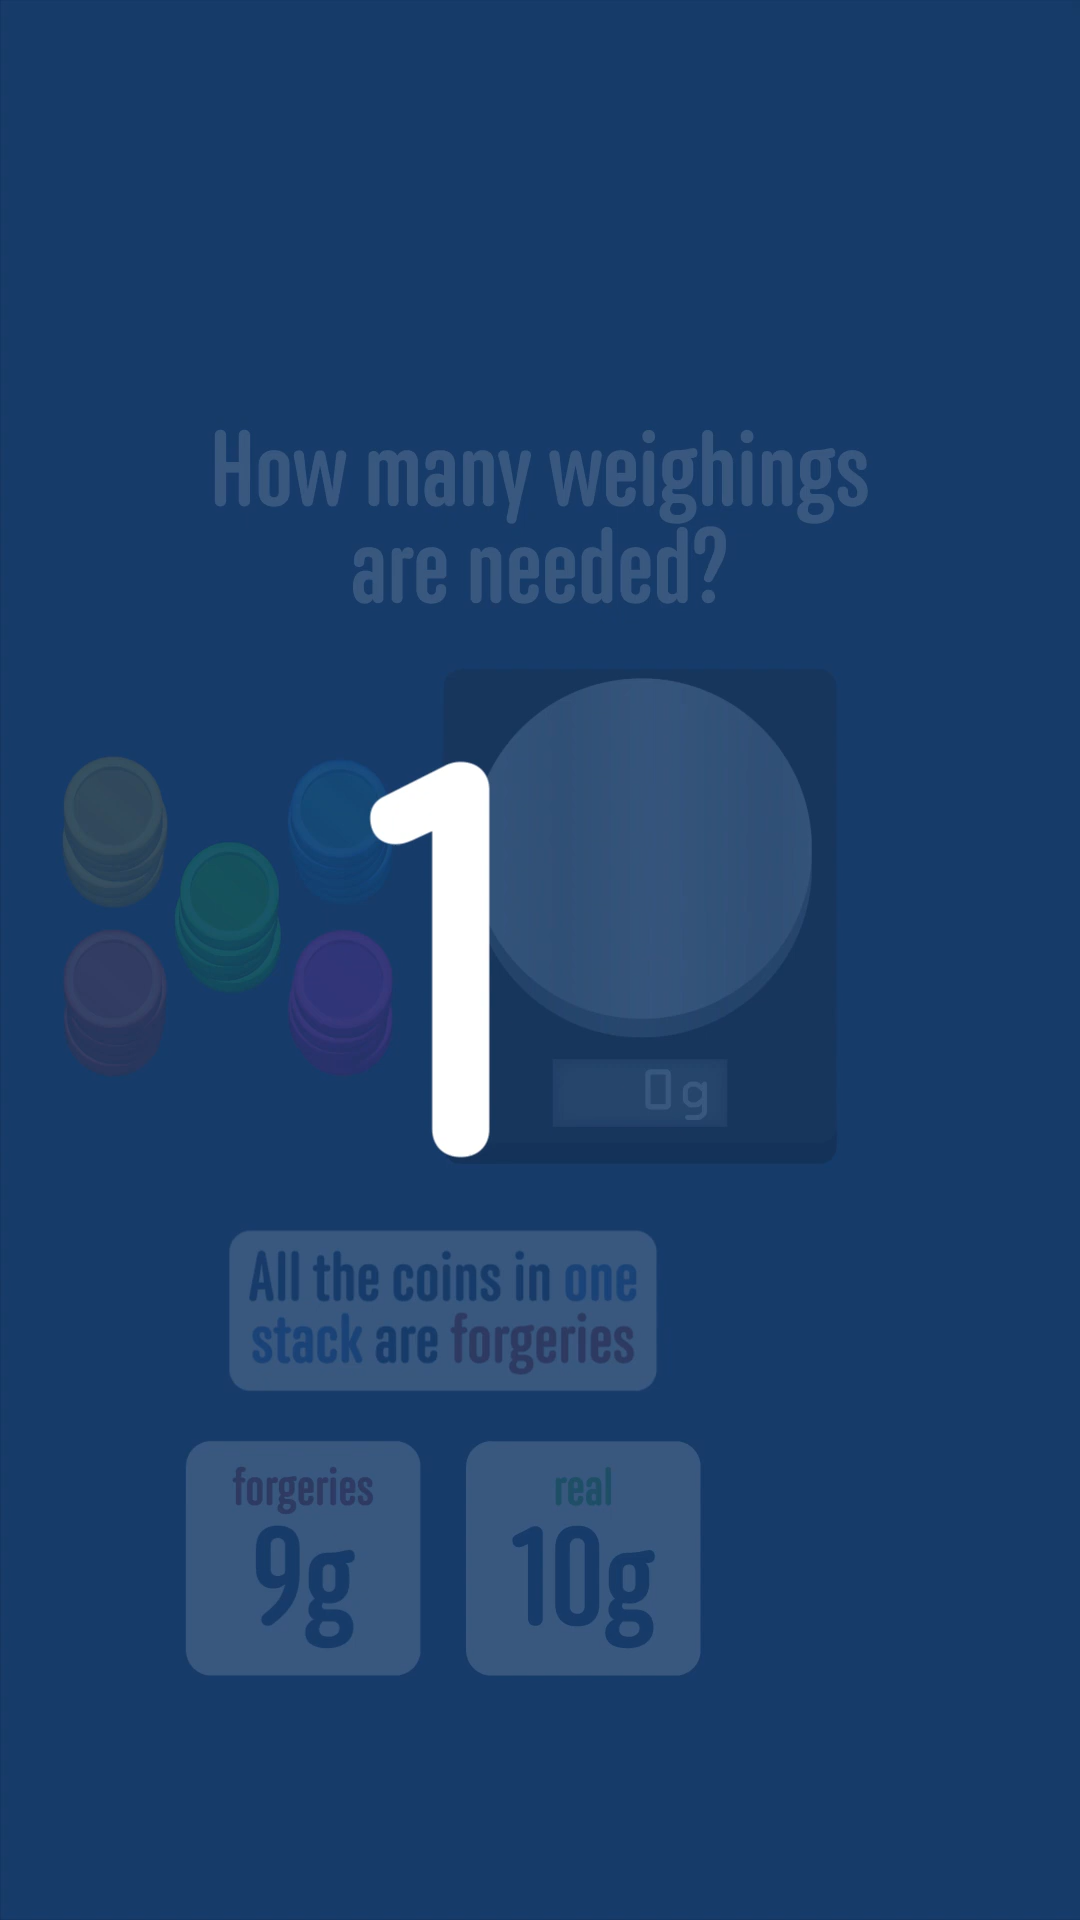 How many weighings
are needed?
1
0g
All the coins in one
stack are forgeries
forgeries
9g
real
10g